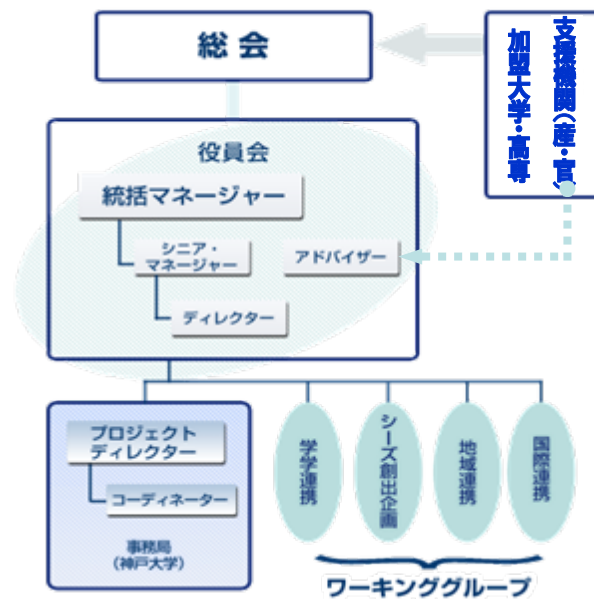 総会
支援機関(産・官)
加盟大学・高専
役員会
統括マネージャー
シニア・
マネージャー
アドバイザー
ディレクター
プロジェクト
ディレクター
コーディネーター
事務局
(神戸大学)
学学連携
シーズ創出企画
地域連携
国際連携
ワーキンググループ